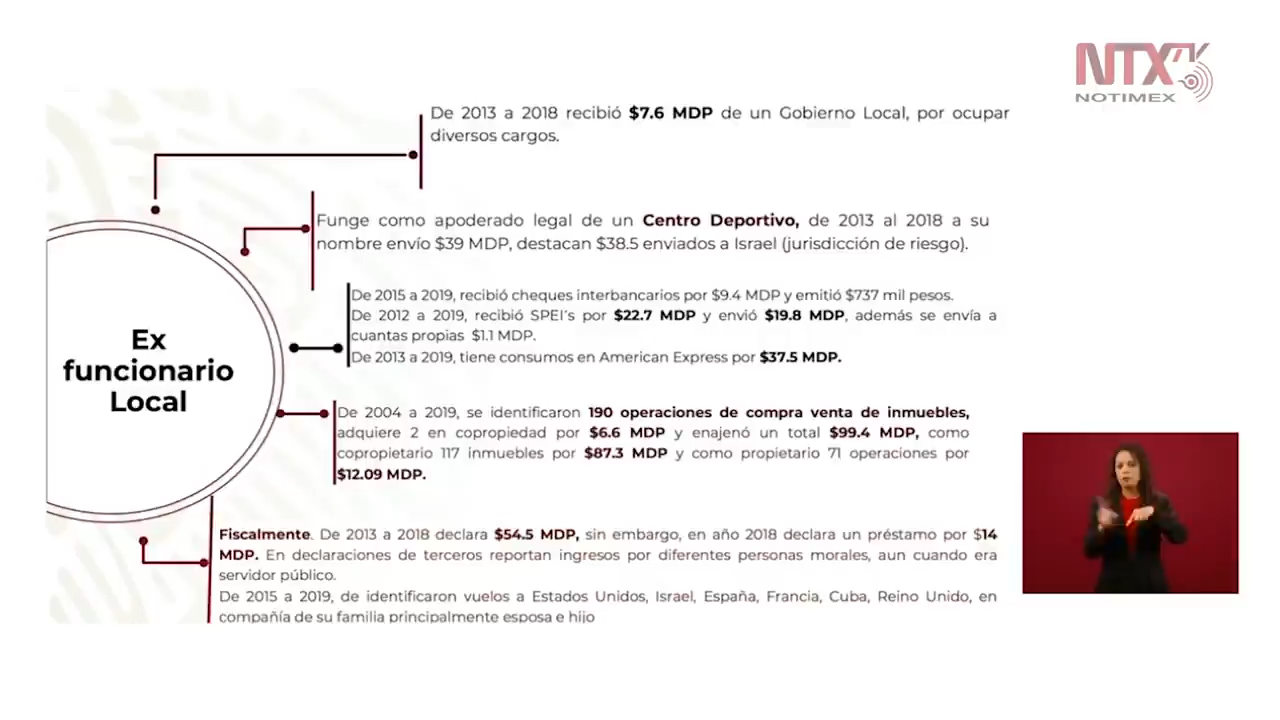 NTX
NOTIMEX
De 2013 a 2018 recibió $7.6 MDP de un Gobierno Local, por ocupar
diversos cargos.
Funge como apoderado legal de un Centro Deportivo, de 2013 al 2018 a su
nombre envío $39 MDP, destacan $38.5 enviados a Israel (jurisdicción de riesgo).
De 2015 a 2019, recibió cheques interbancarios por $9.4 MDP y emitió $737 mil pesos.
De 2012 a 2019, recibió SPEI's por $22.7 MDP y envió $19.8 MDP, además se envía a
cuantas propias $1.1 MDP.
De 2013 a 2019, tiene consumos en American Express por $37.5 MDP.
Ex
funcionario
Local
De 2004 a 2019, se identificaron 190 operaciones de compra venta de inmuebles,
adquiere 2 en copropiedad por $6.6 MDP y enajenó un total $99.4 MDP, como
copropietario 117 inmuebles por $87.3 MDP y como propietario 71 operaciones por
$12.09 MDP.
Fiscalmente. De 2013 a 2018 declara $54.5 MDP, sin embargo, en año 2018 declara un préstamo por $14
MDP. En declaraciones de terceros reportan ingresos por diferentes personas morales, aun cuando era
servidor público.
De 2015 a 2019, de identificaron vuelos a Estados Unidos, Israel, España, Francia, Cuba, Reino Unido, en
compañía de su familia principalmente esposa e hijo